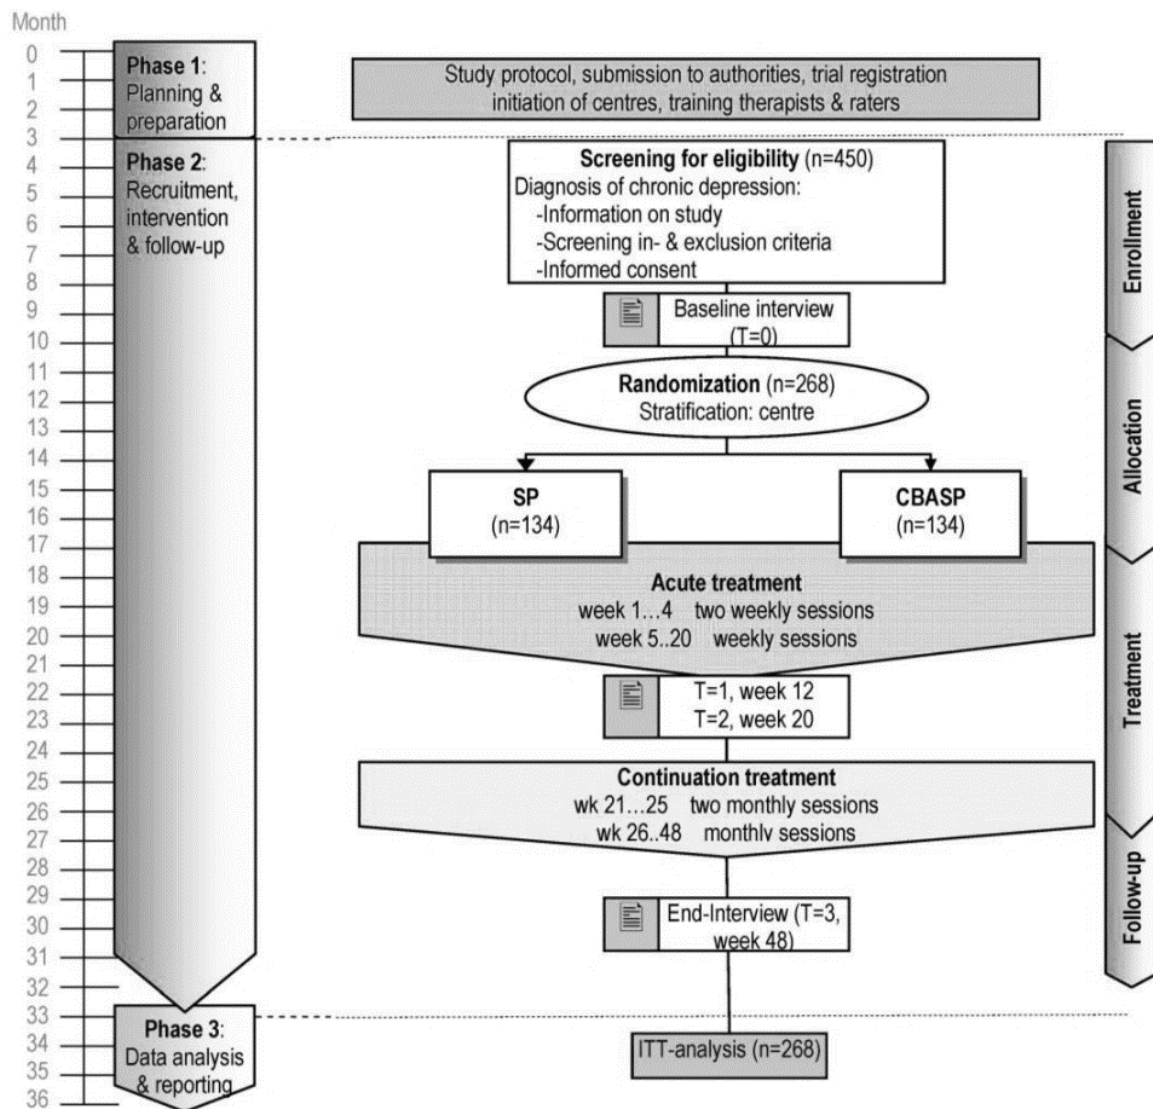 Month
0
1
2
3
4
5
6
7
8
9
10
11
12
13
14
15
16
17
18
19
20
21
22
23
24
25
26
27
28
29
30
31
32
33
34
35
36
Phase 1:
Planning &
preparation
Phase 2:
Recruitment,
intervention
& follow-up
Phase 3:
Data analysis
& reporting
Study protocol, submission to authorities, trial registration
initiation of centres, training therapists & raters
Screening for eligibility (n=450)
Diagnosis of chronic depression:
-Information on study
-Screening in- & exclusion criteria
-Informed consent
Baseline interview
(T=0)
Randomization (n=268)
Stratification: centre
SP
(n=134)
CBASP
(n=134)
Acute treatment
week 1...4 two weekly sessions
week 5..20 weekly sessions
T=1, week 12
T=2, week 20
Continuation treatment
wk 21...25 two monthly sessions
wk 26..48 monthly sessions
End-Interview (T=3,
week 48)
ITT-analysis (n=268)
Enrollment
Allocation
Treatment
Follow-up